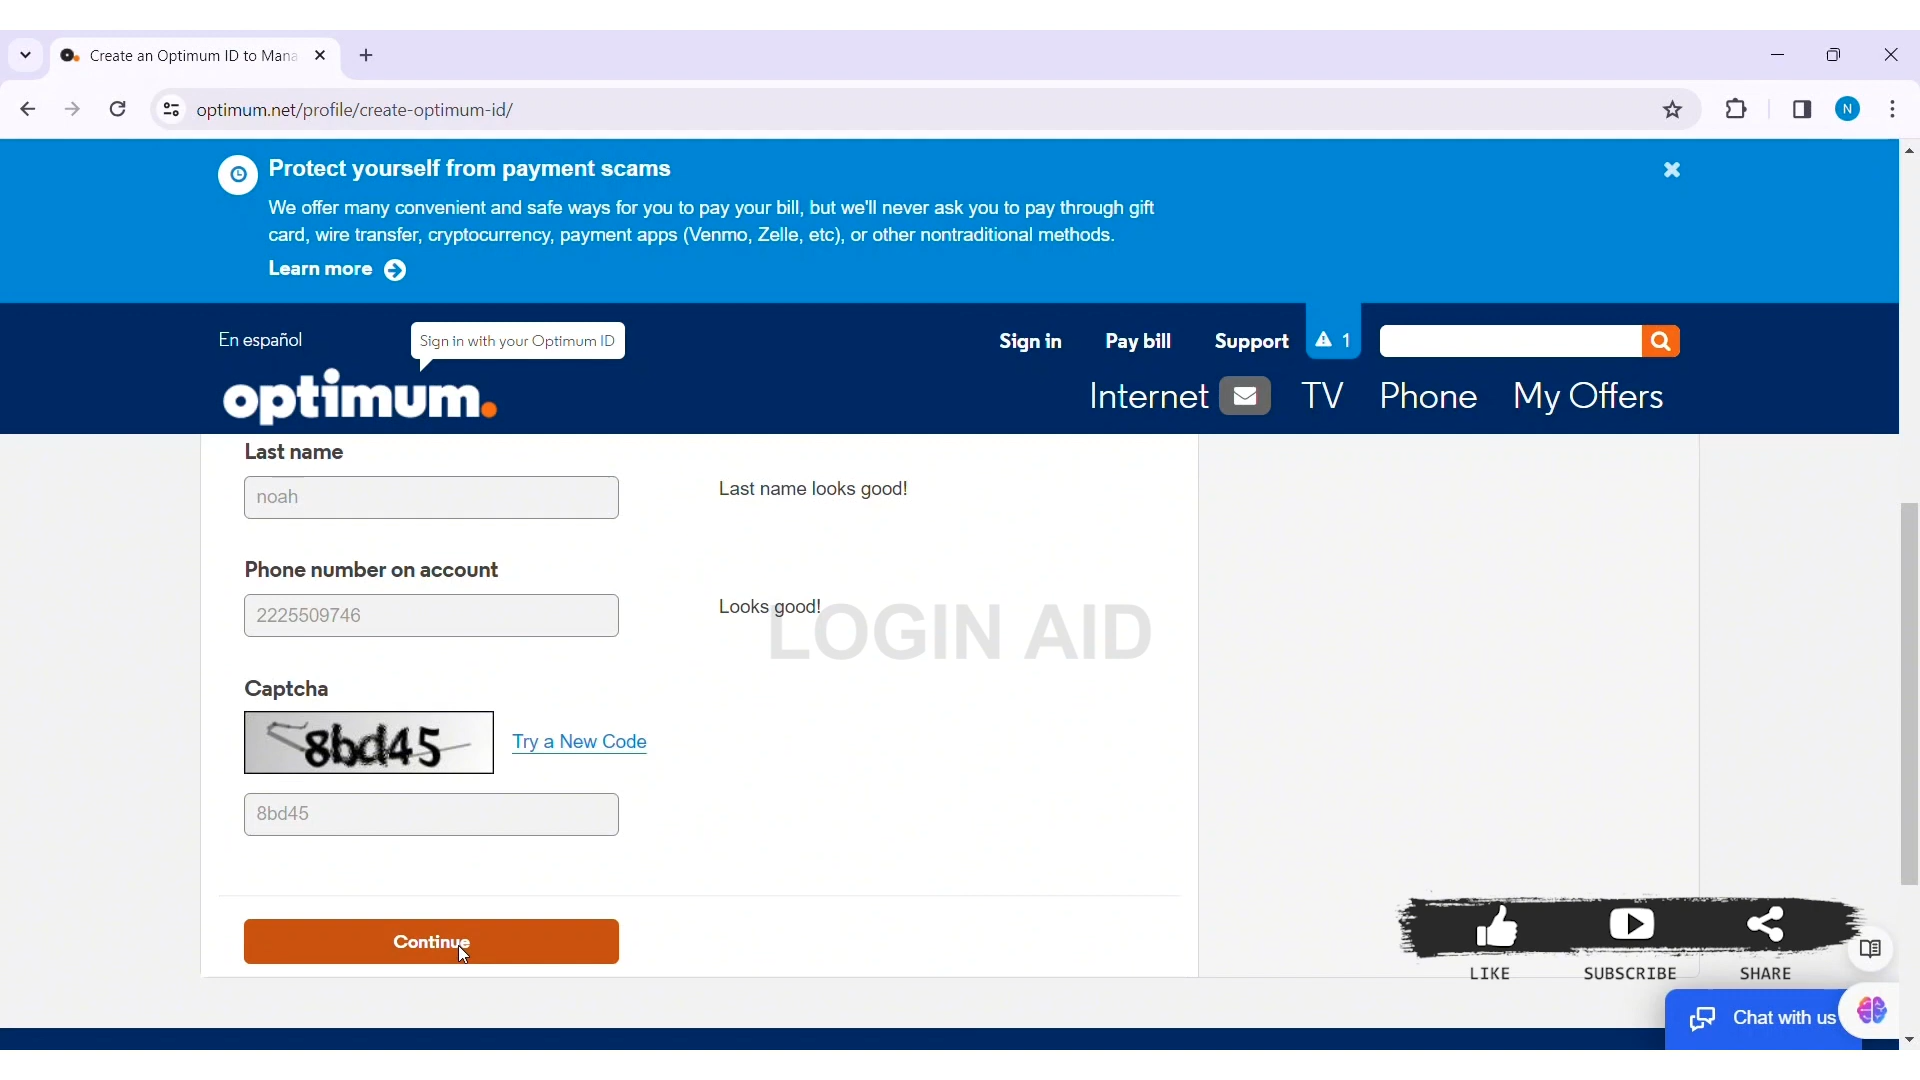 Create an Optimum ID to Mana
optimum.net/profile/create-optimum-id/
N
Protect yourself from payment scams
We offer many convenient and safe ways for you to pay your bill, but we'll never ask you to pay through gift
card, wire transfer, cryptocurrency, payment apps (Venmo, Zelle, etc), or other nontraditional methods.
Learn more
En español
Sign in with your Optimum ID
Sign in
Pay bill
Support
1
optimum.
Internet
TV
Phone
My Offers
Last name
noah
Last name looks good!
Phone number on account
2225509746
Looks good!
LOGIN AID
Captcha
8bd45
Try a New Code
8bd45
Continue
LIKE
SUBSCRIBE
SHARE
Chat with us